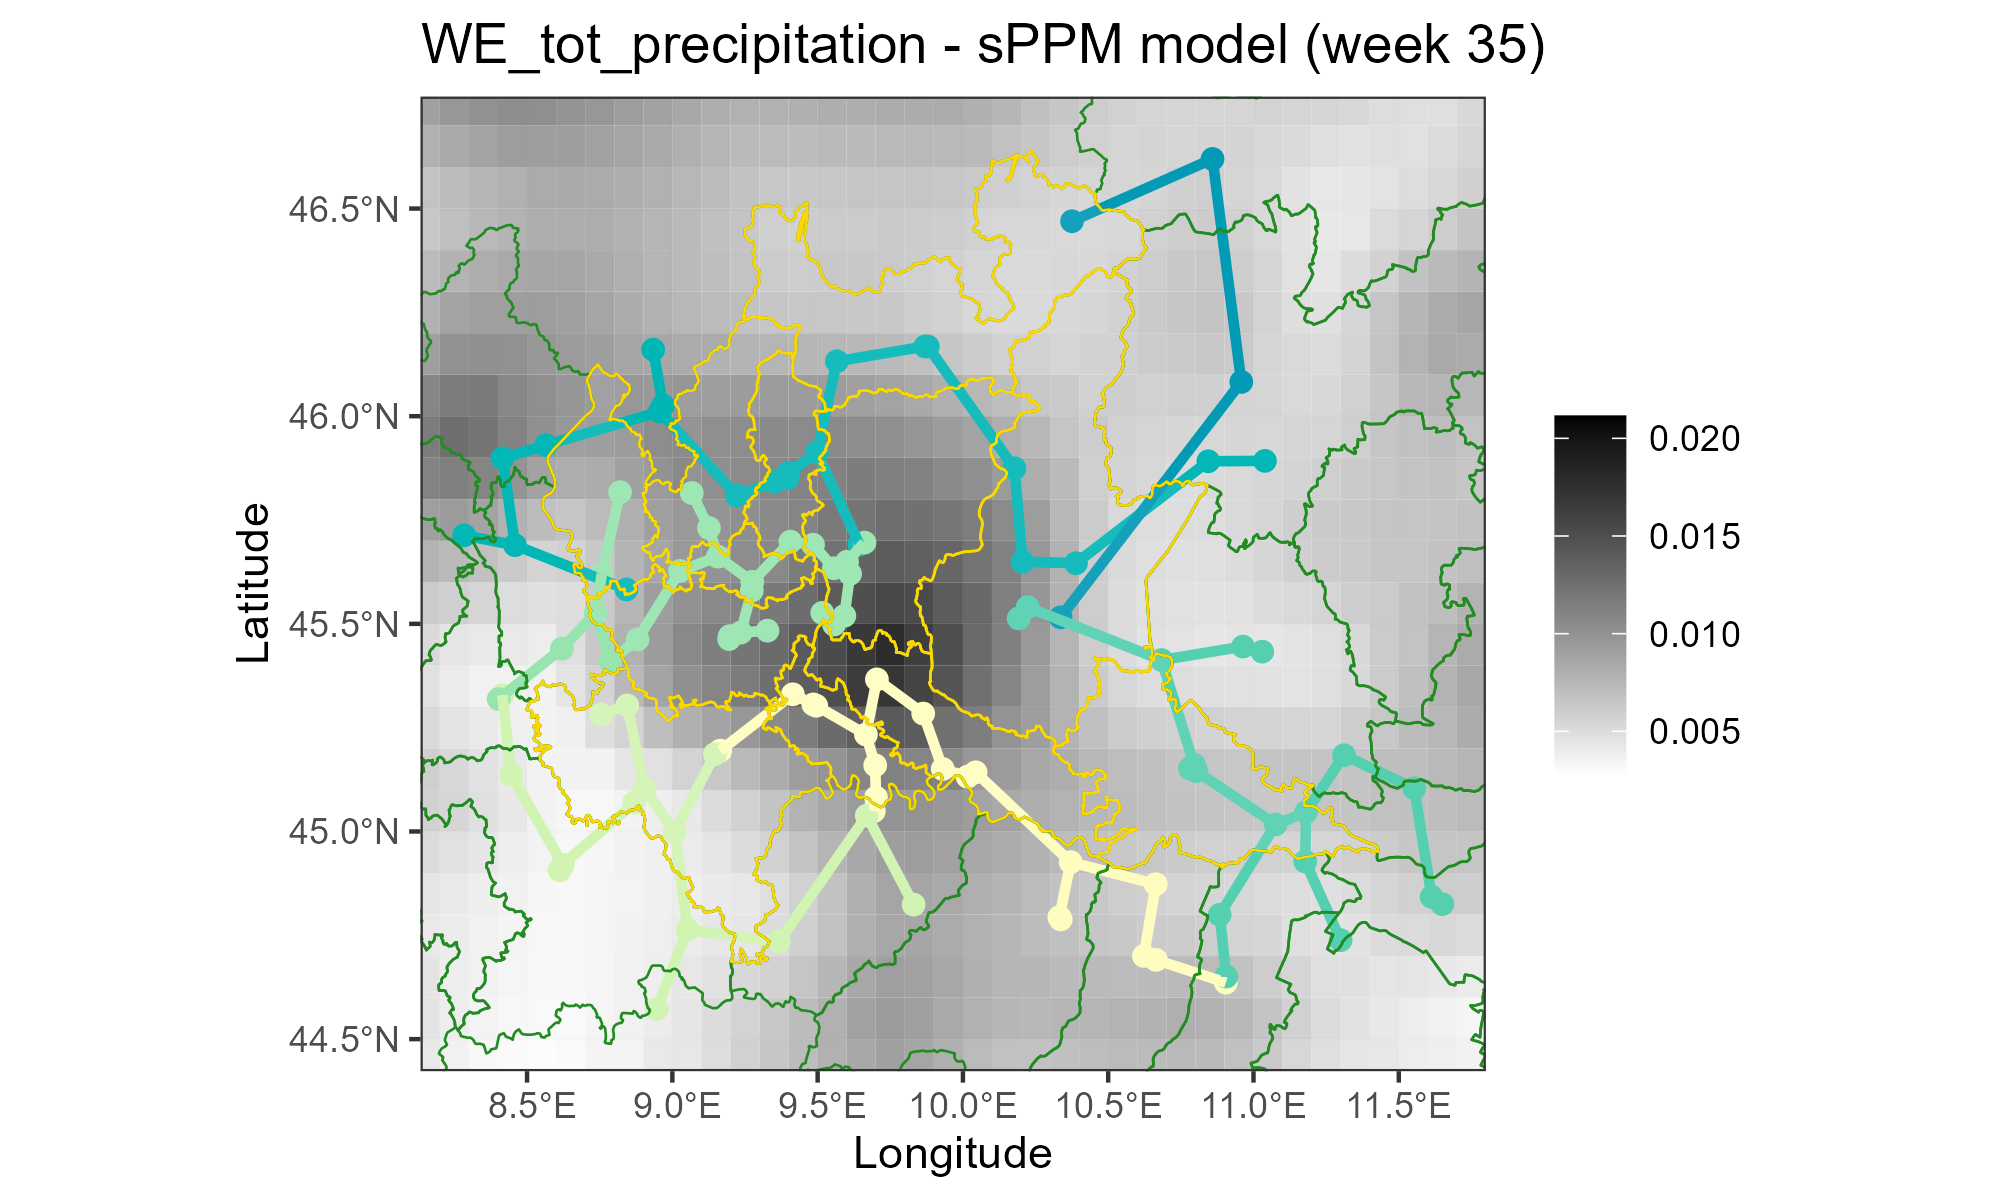 WE_tot_precipitation - sPPM model (week 35)
46.5°N
46.0°N
45.5°N
45.0°N
44.5°N
Latitude
8.5°E
9.0°E
9.5°E
10.0°E
10.5°E
11.0°E
11.5°E
Longitude
0.020
0.015
0.010
0.005